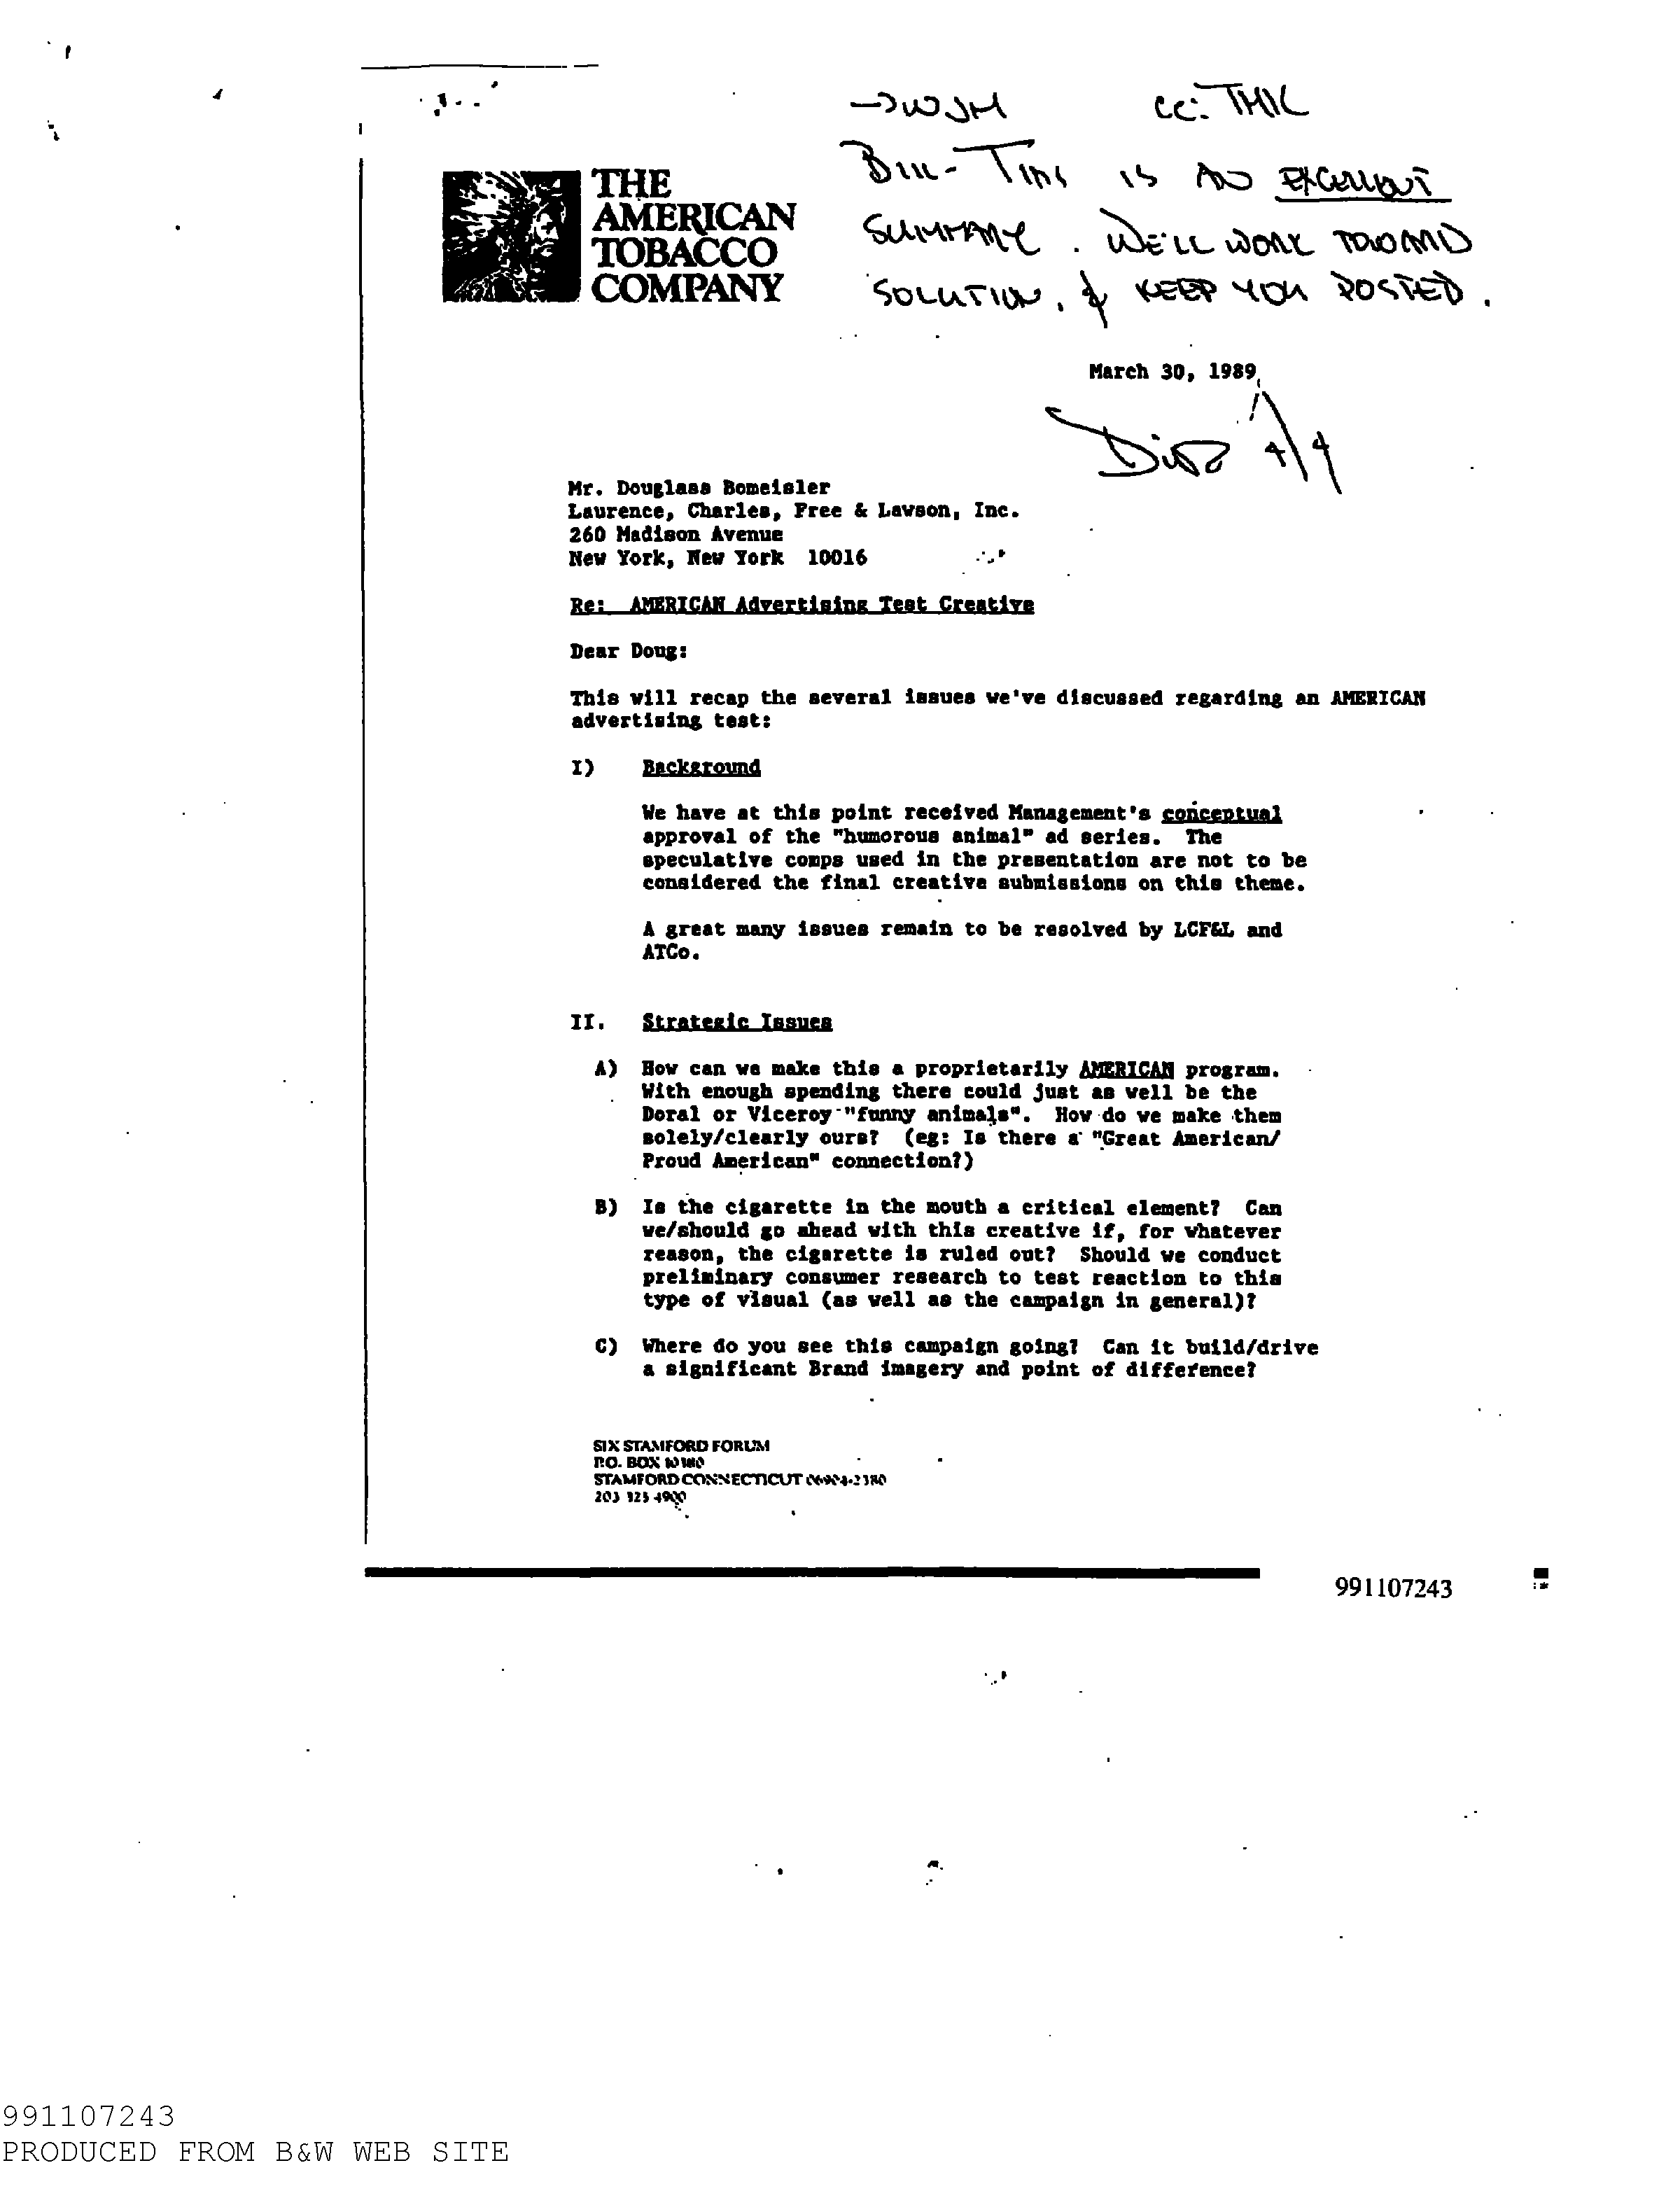 → WJM cc: TMK
Bill - This is an excellent
summary. We'll work toward
solution, & keep you posted.
THE
AMERICAN
TOBACCO
COMPANY
March 30, 1989
4/4
Mr. Douglass Bomeisler
Laurence, Charles, Free & Lawson, Inc.
260 Madison Avenue
New York, New York 10016
Re: AMERICAN Advertising Test Creative
Dear Doug:
This will recap the several issues we've discussed regarding an AMERICAN
advertising test:
I) Background
We have at this point received Management's conceptual
approval of the "humorous animal" ad series. The
speculative comps used in the presentation are not to be
considered the final creative submissions on this theme.
A great many issues remain to be resolved by LCF&L and
ATCo.
II. Strategic Issues
A) How can we make this a proprietarily AMERICAN program.
With enough spending there could just as well be the
Doral or Viceroy "funny animals". How do we make them
solely/clearly ours? (eg: Is there a "Great American/
Proud American" connection?)
B) Is the cigarette in the mouth a critical element? Can
we/should go ahead with this creative if, for whatever
reason, the cigarette is ruled out? Should we conduct
preliminary consumer research to test reaction to this
type of visual (as well as the campaign in general)?
C) Where do you see this campaign going? Can it build/drive
a significant Brand imagery and point of difference?
SIX STAMFORD FORUM
P.O. BOX
STAMFORD CONNECTICUT 06904-2380
203 325 4900
991107243
991107243
PRODUCED FROM B&W WEB SITE